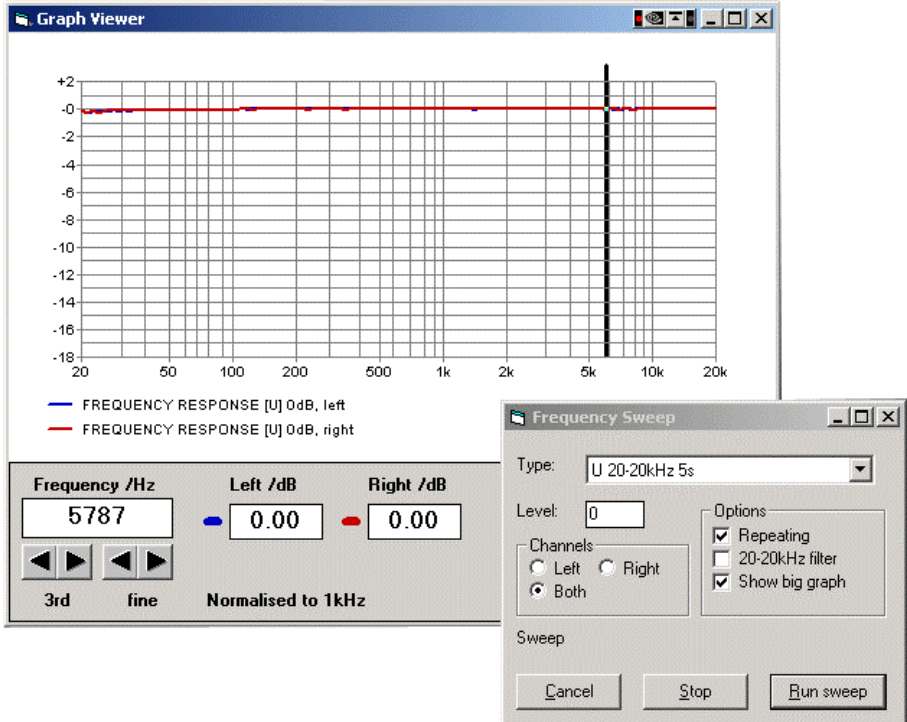 Graph Viewer
+2
-0
-2
-4
-6
-8
-10
-12
-14
-16
-18
20 50 100 200 500 1k 2k 5k 10k 20k
FREQUENCY RESPONSE [U] 0dB, left
FREQUENCY RESPONSE [U] 0dB, right
Frequency /Hz Left /dB Right /dB
5787 0.00 0.00
3rd fine Normalised to 1kHz
Frequency Sweep
Type: U 20-20kHz 5s
Level: 0
Channels
Left Right
Both
Options
Repeating
20-20kHz filter
Show big graph
Sweep
Cancel Stop Run sweep